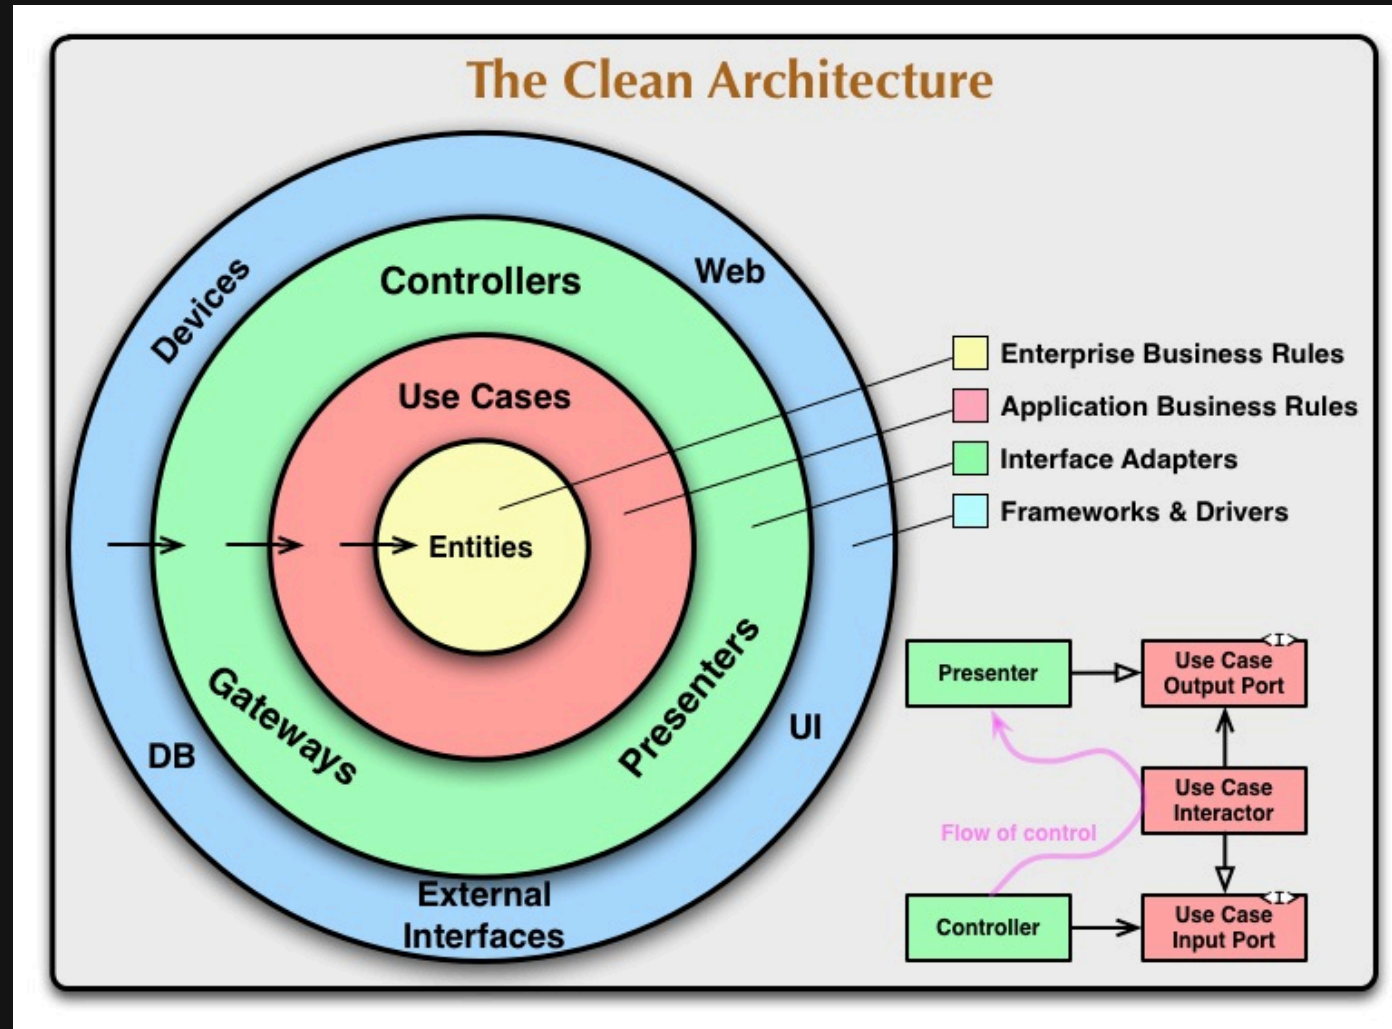 The Clean Architecture
Devices
Web
Controllers
Use Cases
Entities
Gateways
Presenters
DB
UI
External
Interfaces
Enterprise Business Rules
Application Business Rules
Interface Adapters
Frameworks & Drivers
Presenter
<I>
Use Case
Output Port
Use Case
Interactor
Flow of control
Controller
<I>
Use Case
Input Port